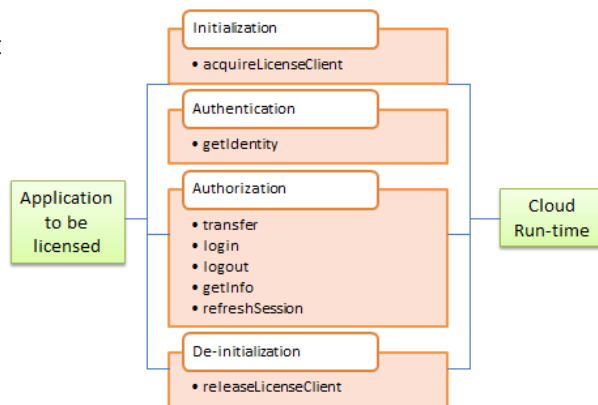 Initialization
• acquireLicenseClient
Authentication
• getIdentity
Authorization
• transfer
• login
• logout
• getInfo
• refreshSession
De-initialization
• releaseLicenseClient
Application
to be
licensed
Cloud
Run-time